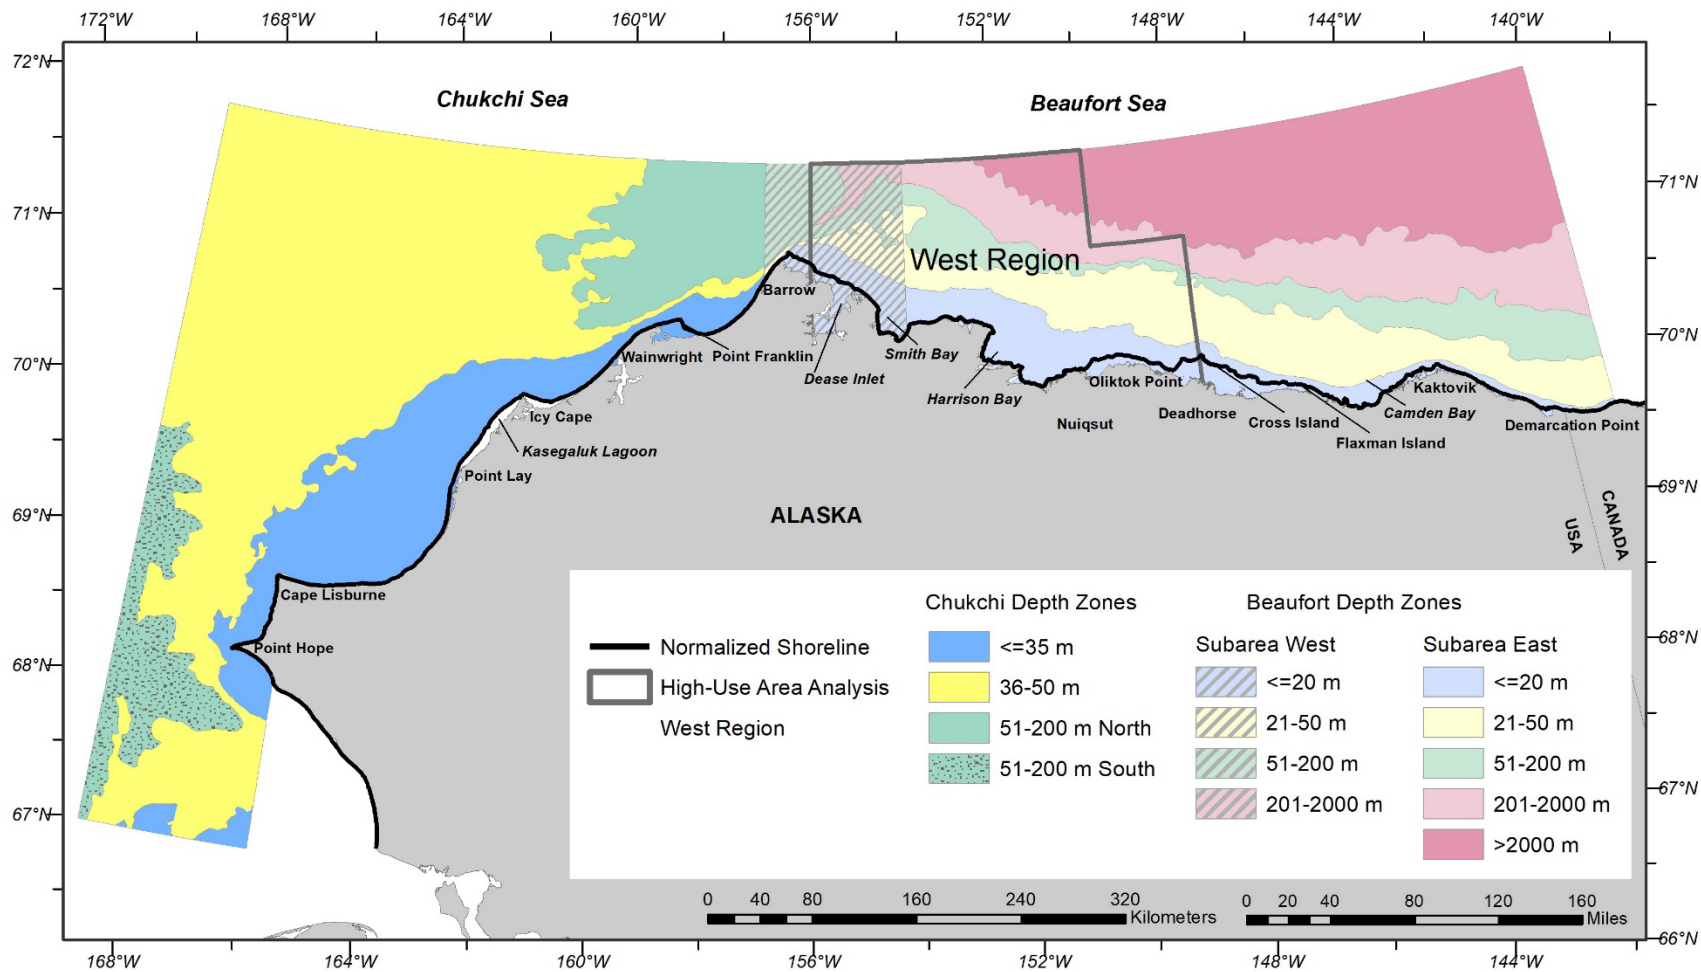 172°W 168°W 164°W 160°W 156°W 152°W 148°W 144°W 140°W
72°N
Chukchi Sea
Beaufort Sea
71°N
71°N
West Region
Barrow
70°N
70°N
Wainwright
Point Franklin
Smith Bay
Dease Inlet
Oliktok Point
Kaktovik
Harrison Bay
Icy Cape
Deadhorse
Camden Bay
Nuiqsut
Cross Island
Demarcation Point
Flaxman Island
Kasegaluk Lagoon
Point Lay
69°N
69°N
ALASKA
USA
CANADA
Cape Lisburne
Point Hope
68°N
68°N
67°N
67°N
66°N
Normalized Shoreline
High-Use Area Analysis
West Region
Chukchi Depth Zones
<=35 m
36-50 m
51-200 m North
51-200 m South
Beaufort Depth Zones
Subarea West
<=20 m
21-50 m
51-200 m
201-2000 m
Subarea East
<=20 m
21-50 m
51-200 m
201-2000 m
>2000 m
0 40 80 160 240 320
Kilometers
0 20 40 80 120 160
Miles
168°W 164°W 160°W 156°W 152°W 148°W 144°W